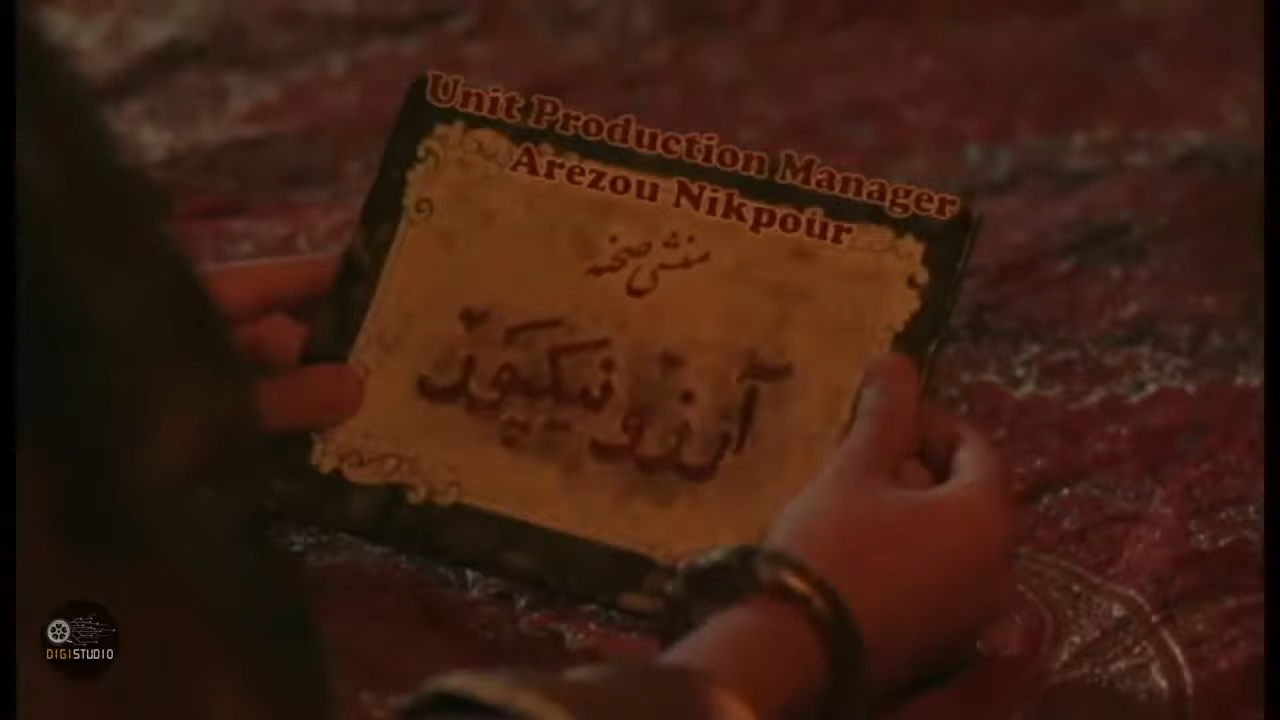 Unit Production Manager
Arezou Nikpour
منشی صحنه
آرزو نیکپور
DIGISTUDIO